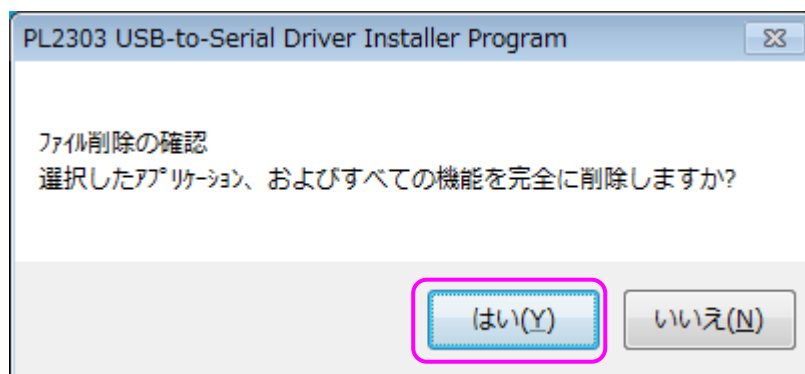 PL2303 USB-to-Serial Driver Installer Program
ﾌｧｲﾙ削除の確認
選択したｱﾌﾟﾘｹｰｼｮﾝ、およびすべての機能を完全に削除しますか?
はい(Y)
いいえ(N)